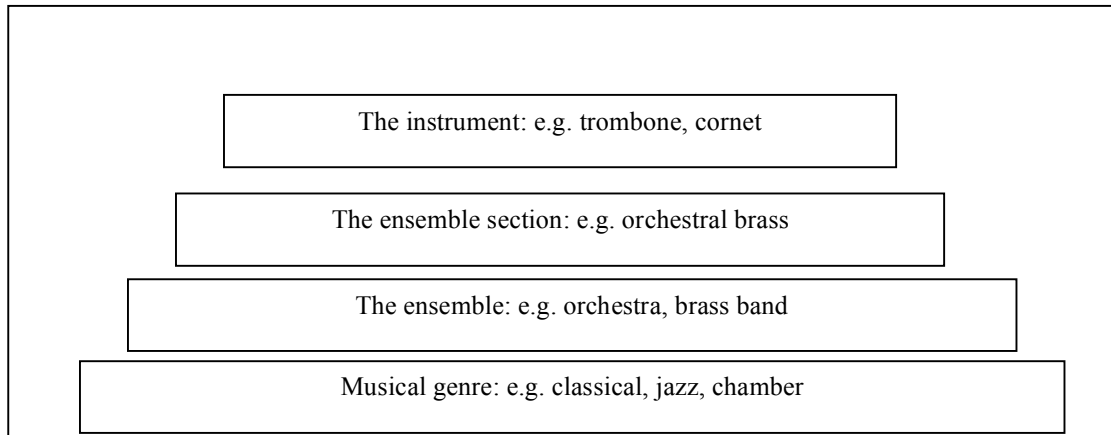 The instrument: e.g. trombone, cornet
The ensemble section: e.g. orchestral brass
The ensemble: e.g. orchestra, brass band
Musical genre: e.g. classical, jazz, chamber